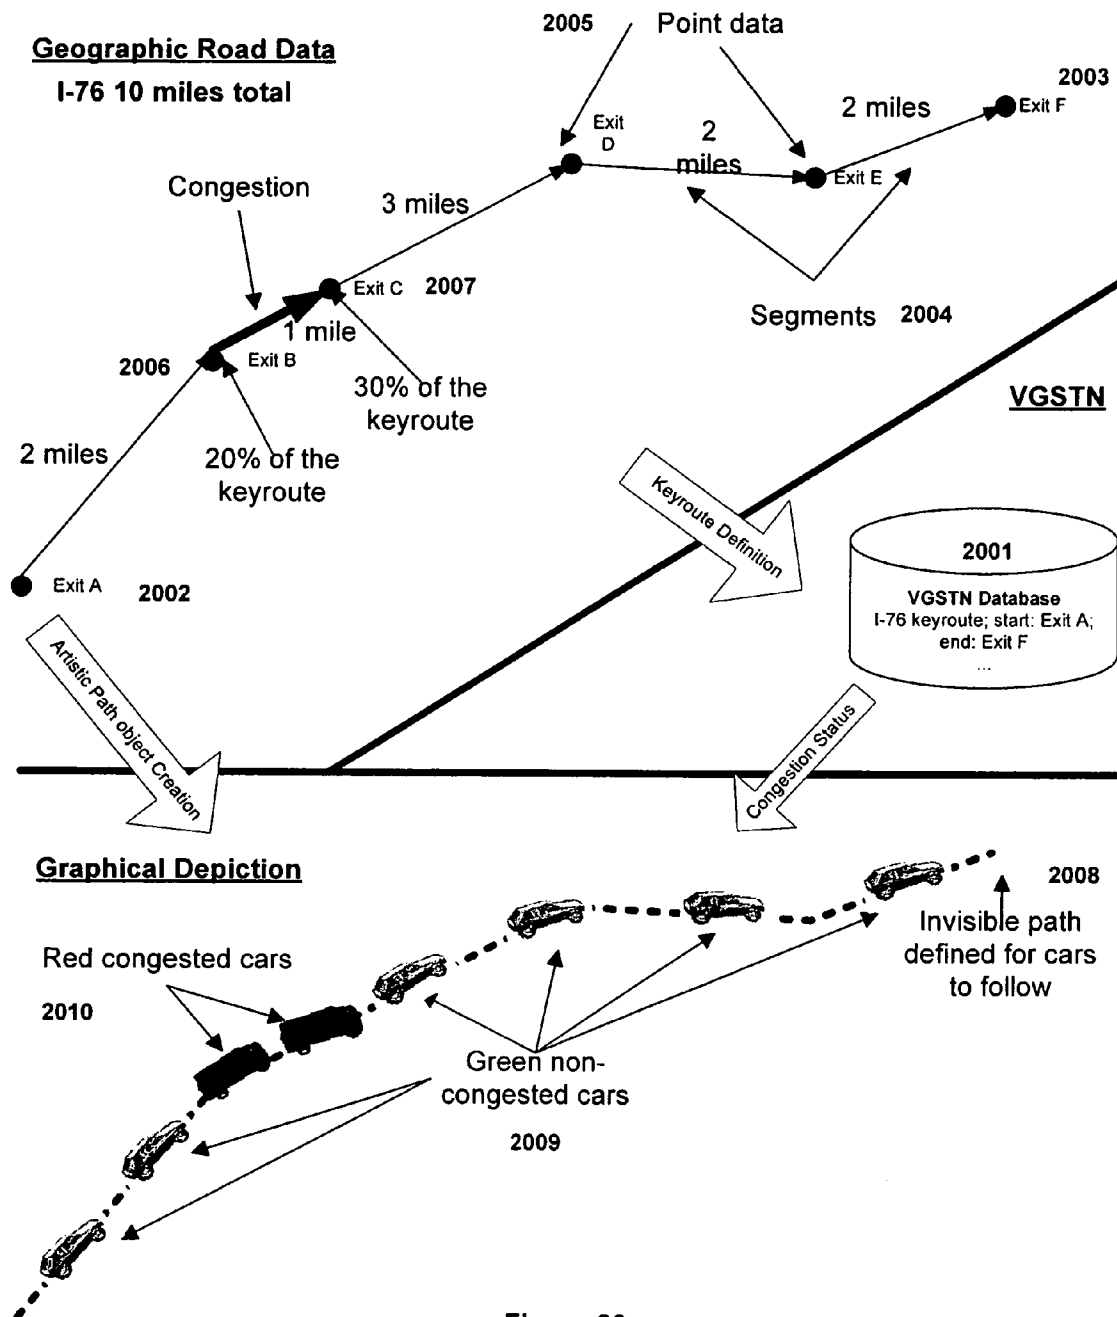 Geographic Road Data
I-76 10 miles total
2005
Point data
2003
Exit F
2 miles
Exit
D
2
miles
Exit E
Congestion
3 miles
Exit C
2007
1 mile
Segments
2004
2006
Exit B
30% of the
keyroute
VGSTN
2 miles
20% of the
keyroute
Keyroute Definition
2001
VGSTN Database
I-76 keyroute; start: Exit A;
end: Exit F
...
Exit A
2002
Artistic Path object Creation
Congestion Status
Graphical Depiction
2008
Invisible path
defined for cars
to follow
Red congested cars
2010
Green non-
congested cars
2009